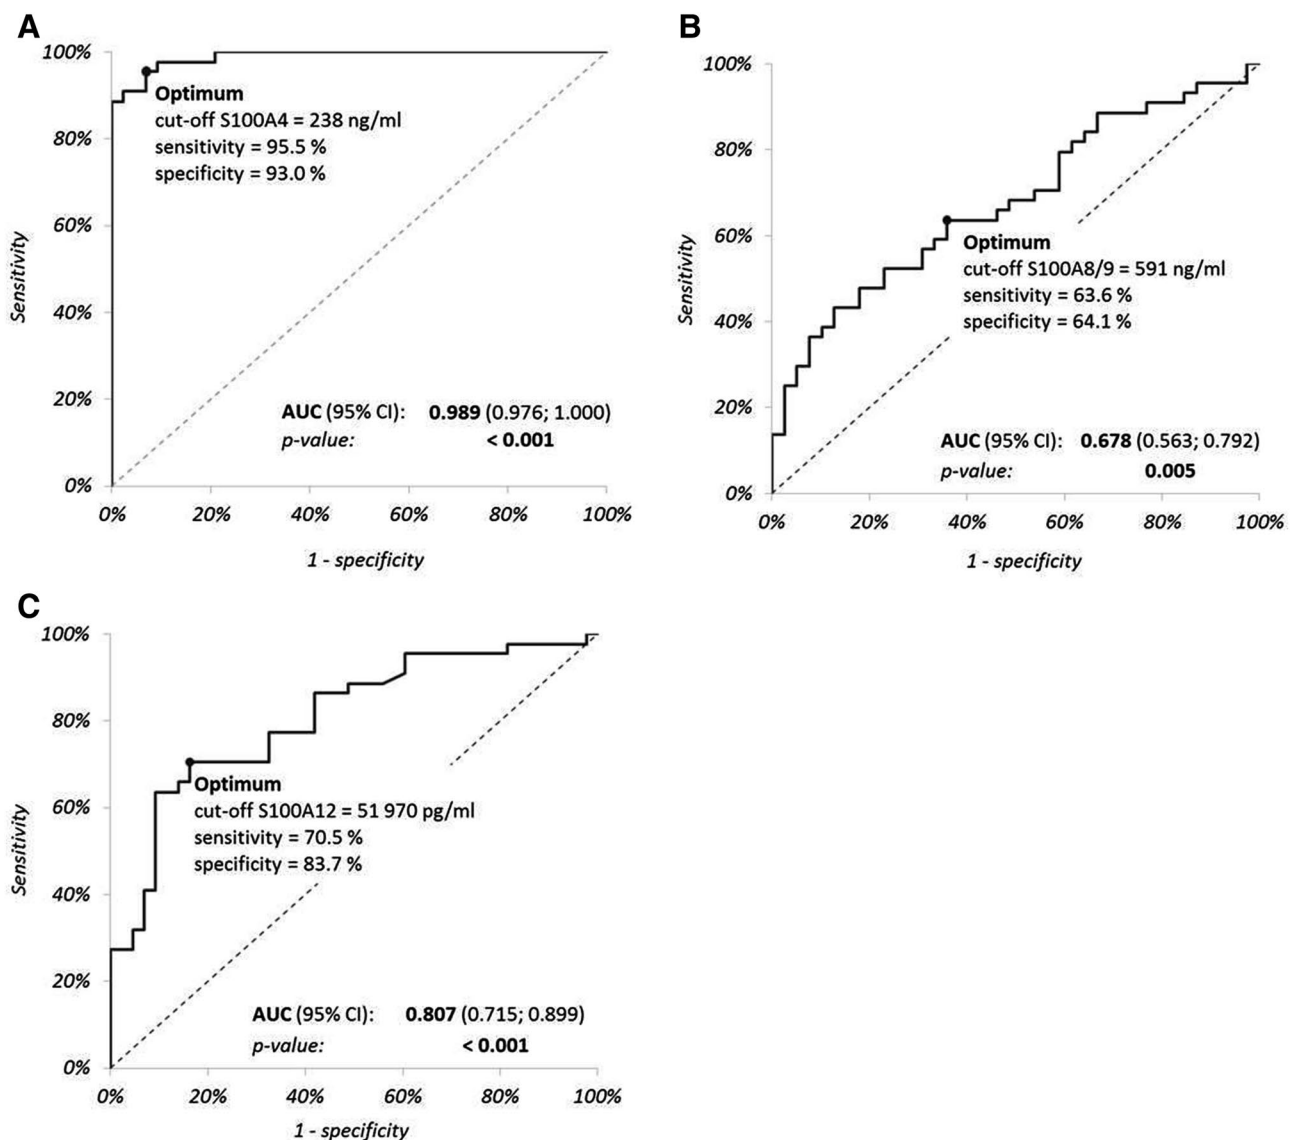 A
100%
80%
60%
40%
20%
0%
Sensitivity
Optimum
cut-off S100A4 = 238 ng/ml
sensitivity = 95.5 %
specificity = 93.0 %
AUC (95% CI): 0.989 (0.976; 1.000)
p-value: < 0.001
0% 20% 40% 60% 80% 100%
1 - specificity
B
100%
80%
60%
40%
20%
0%
Sensitivity
Optimum
cut-off S100A8/9 = 591 ng/ml
sensitivity = 63.6 %
specificity = 64.1 %
AUC (95% CI): 0.678 (0.563; 0.792)
p-value: 0.005
0% 20% 40% 60% 80% 100%
1 - specificity
C
100%
80%
60%
40%
20%
0%
Sensitivity
Optimum
cut-off S100A12 = 51 970 pg/ml
sensitivity = 70.5 %
specificity = 83.7 %
AUC (95% CI): 0.807 (0.715; 0.899)
p-value: < 0.001
0% 20% 40% 60% 80% 100%
1 - specificity